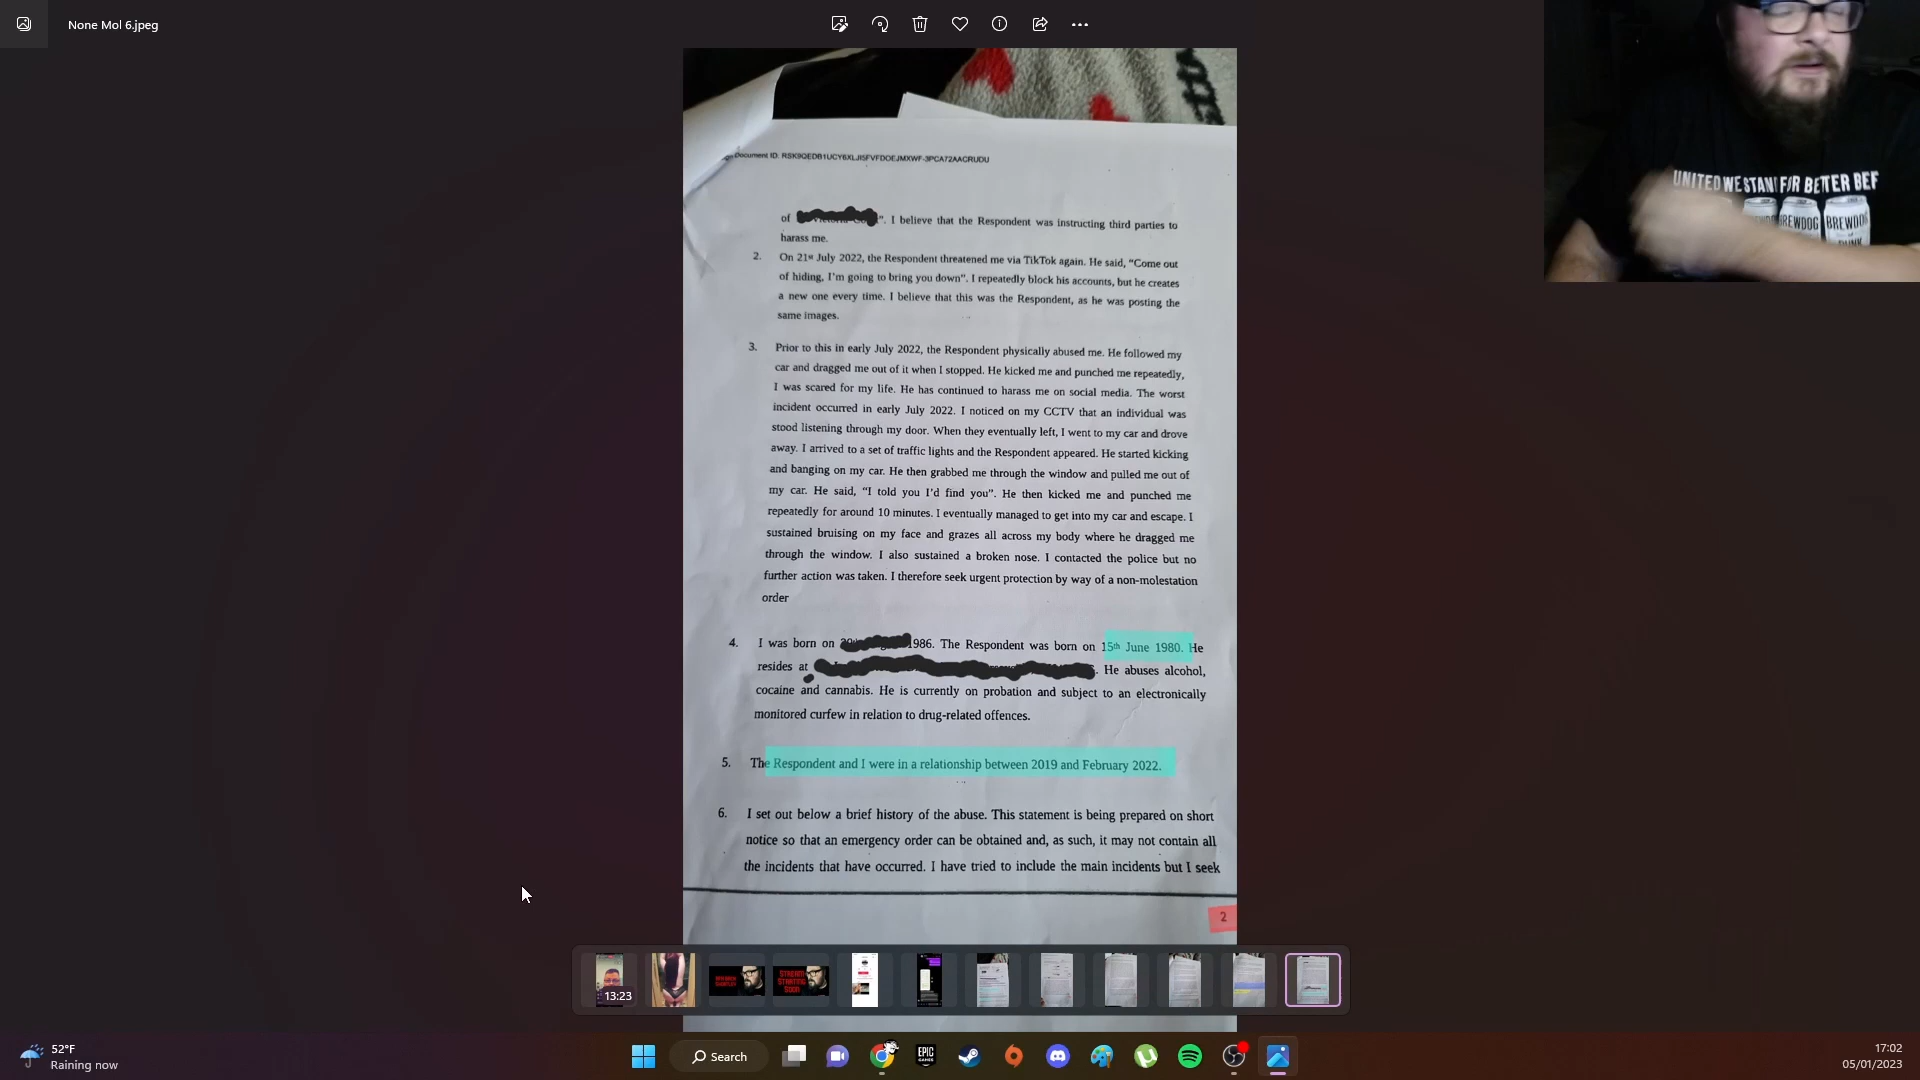 None Mol 6.jpeg
UNITED WE STAND FOR BETTER BEE
BREWDOG
BREWDOG
PUNK
Document ID: RSK9QEDB1UCY6XLJI5FVFDOEJMXWF-3PCA72AACRUDU
of ". I believe that the Respondent was instructing third parties to
harass me.
2. On 21st July 2022, the Respondent threatened me via TikTok again. He said, “Come out
of hiding, I’m going to bring you down”. I repeatedly block his accounts, but he creates
a new one every time. I believe that this was the Respondent, as he was posting the
same images.
3. Prior to this in early July 2022, the Respondent physically abused me. He followed my
car and dragged me out of it when I stopped. He kicked me and punched me repeatedly,
I was scared for my life. He has continued to harass me on social media. The worst
incident occurred in early July 2022. I noticed on my CCTV that an individual was
stood listening through my door. When they eventually left, I went to my car and drove
away. I arrived to a set of traffic lights and the Respondent appeared. He started kicking
and banging on my car. He then grabbed me through the window and pulled me out of
my car. He said, “I told you I’d find you”. He then kicked me and punched me
repeatedly for around 10 minutes. I eventually managed to get into my car and escape. I
sustained bruising on my face and grazes all across my body where he dragged me
through the window. I also sustained a broken nose. I contacted the police but no
further action was taken. I therefore seek urgent protection by way of a non-molestation
order
4. I was born on 1986. The Respondent was born on 15th June 1980. He
resides at . He abuses alcohol,
cocaine and cannabis. He is currently on probation and subject to an electronically
monitored curfew in relation to drug-related offences.
5. The Respondent and I were in a relationship between 2019 and February 2022.
6. I set out below a brief history of the abuse. This statement is being prepared on short
notice so that an emergency order can be obtained and, as such, it may not contain all
the incidents that have occurred. I have tried to include the main incidents but I seek
2
13:23
STREAM
STARTING
SOON
52°F
Raining now
Search
EPIC
GAMES
17:02
05/01/2023